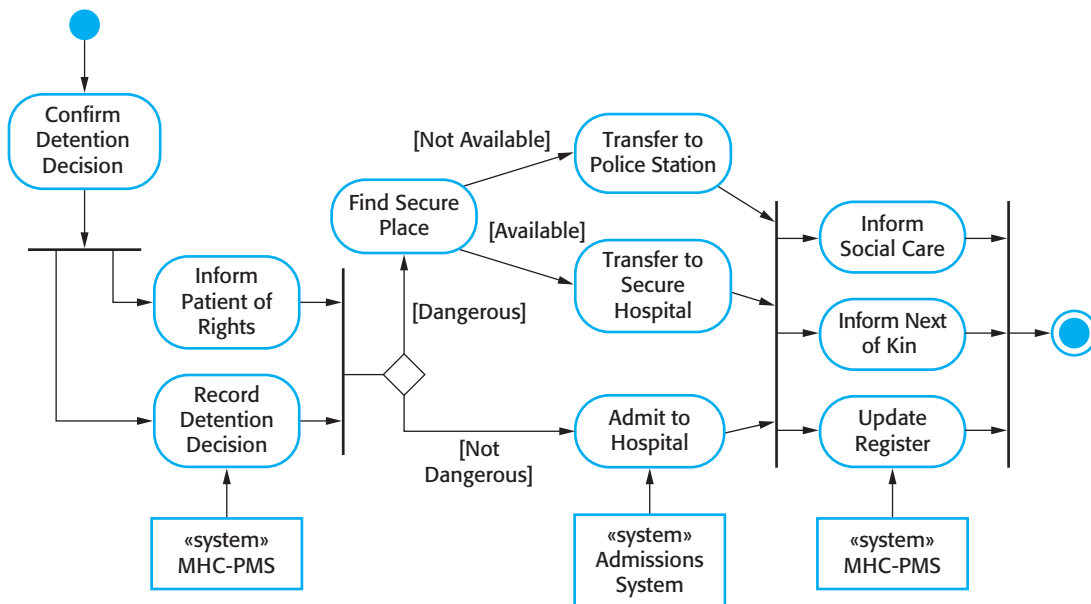 Confirm
Detention
Decision
Inform
Patient of
Rights
Record
Detention
Decision
«system»
MHC-PMS
Find Secure
Place
[Dangerous]
[Not
Dangerous]
[Not Available]
[Available]
Transfer to
Police Station
Transfer to
Secure
Hospital
Admit to
Hospital
«system»
Admissions
System
Inform
Social Care
Inform Next
of Kin
Update
Register
«system»
MHC-PMS